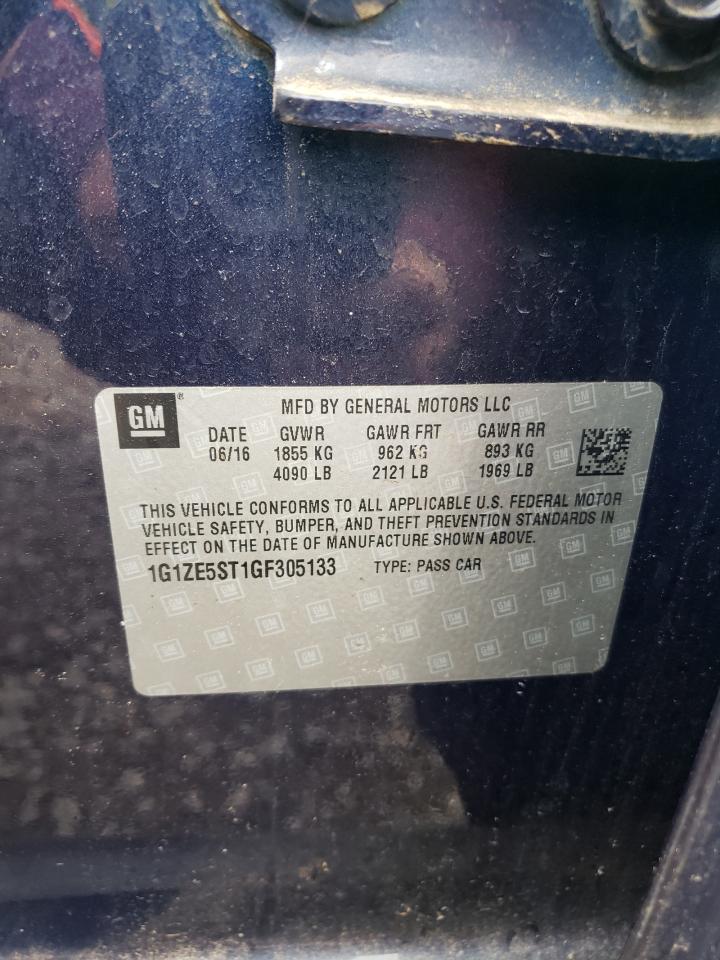 GM®
MFD BY GENERAL MOTORS LLC
DATE GVWR GAWR FRT GAWR RR
06/16 1855 KG 962 KG 893 KG
4090 LB 2121 LB 1969 LB
THIS VEHICLE CONFORMS TO ALL APPLICABLE U.S. FEDERAL MOTOR
VEHICLE SAFETY, BUMPER, AND THEFT PREVENTION STANDARDS IN
EFFECT ON THE DATE OF MANUFACTURE SHOWN ABOVE.
1G1ZE5ST1GF305133 TYPE: PASS CAR